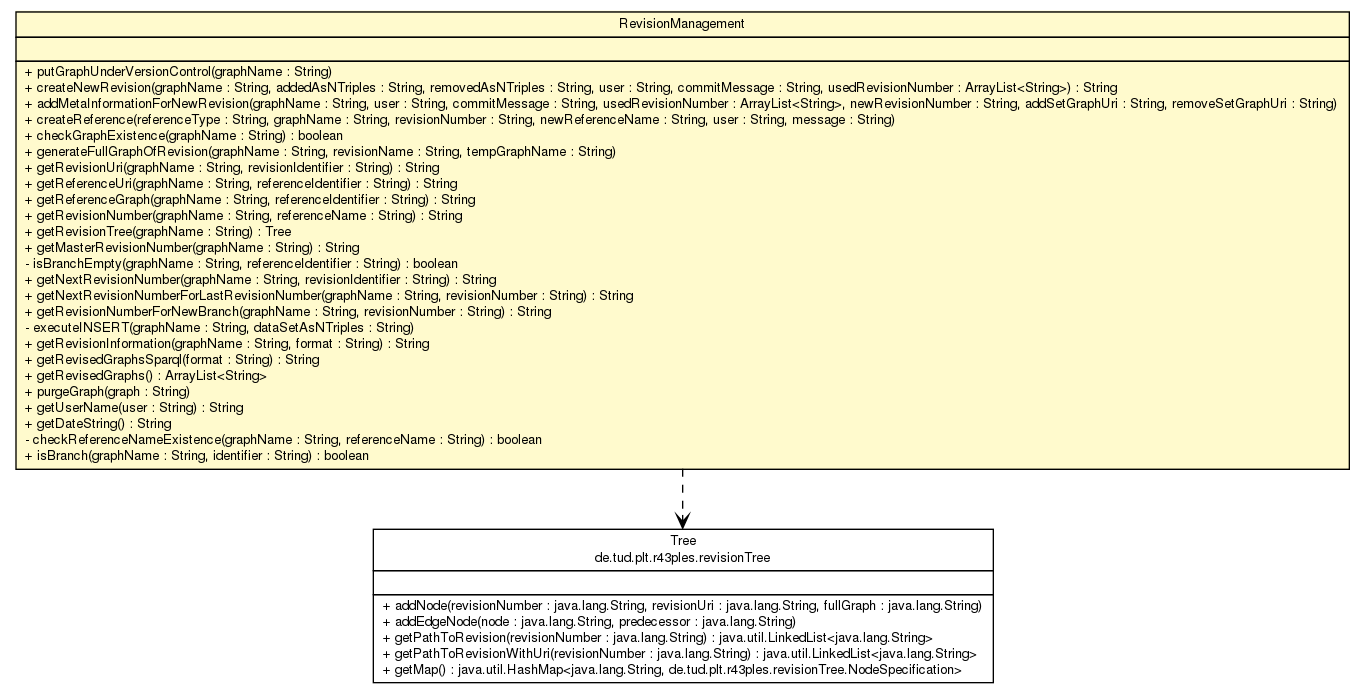 RevisionManagement
+ putGraphUnderVersionControl(graphName : String)
+ createNewRevision(graphName : String, addedAsNTriples : String, removedAsNTriples : String, user : String, commitMessage : String, usedRevisionNumber : ArrayList<String>) : String
+ addMetaInformationForNewRevision(graphName : String, user : String, commitMessage : String, usedRevisionNumber : ArrayList<String>, newRevisionNumber : String, addSetGraphUri : String, removeSetGraphUri : String)
+ createReference(referenceType : String, graphName : String, revisionNumber : String, newReferenceName : String, user : String, message : String)
+ checkGraphExistence(graphName : String) : boolean
+ generateFullGraphOfRevision(graphName : String, revisionName : String, tempGraphName : String)
+ getRevisionUri(graphName : String, revisionIdentifier : String) : String
+ getReferenceUri(graphName : String, referenceIdentifier : String) : String
+ getReferenceGraph(graphName : String, referenceIdentifier : String) : String
+ getRevisionNumber(graphName : String, referenceName : String) : String
+ getRevisionTree(graphName : String) : Tree
+ getMasterRevisionNumber(graphName : String) : String
- isBranchEmpty(graphName : String, referenceIdentifier : String) : boolean
+ getNextRevisionNumber(graphName : String, revisionIdentifier : String) : String
+ getNextRevisionNumberForLastRevisionNumber(graphName : String, revisionNumber : String) : String
+ getRevisionNumberForNewBranch(graphName : String, revisionNumber : String) : String
- executeINSERT(graphName : String, dataSetAsNTriples : String)
+ getRevisionInformation(graphName : String, format : String) : String
+ getRevisedGraphsSparql(format : String) : String
+ getRevisedGraphs() : ArrayList<String>
+ purgeGraph(graph : String)
+ getUserName(user : String) : String
+ getDateString() : String
- checkReferenceNameExistence(graphName : String, referenceName : String) : boolean
+ isBranch(graphName : String, identifier : String) : boolean
Tree
de.tud.plt.r43ples.revisionTree
+ addNode(revisionNumber : java.lang.String, revisionUri : java.lang.String, fullGraph : java.lang.String)
+ addEdgeNode(node : java.lang.String, predecessor : java.lang.String)
+ getPathToRevision(revisionNumber : java.lang.String) : java.util.LinkedList<java.lang.String>
+ getPathToRevisionWithUri(revisionNumber : java.lang.String) : java.util.LinkedList<java.lang.String>
+ getMap() : java.util.HashMap<java.lang.String, de.tud.plt.r43ples.revisionTree.NodeSpecification>